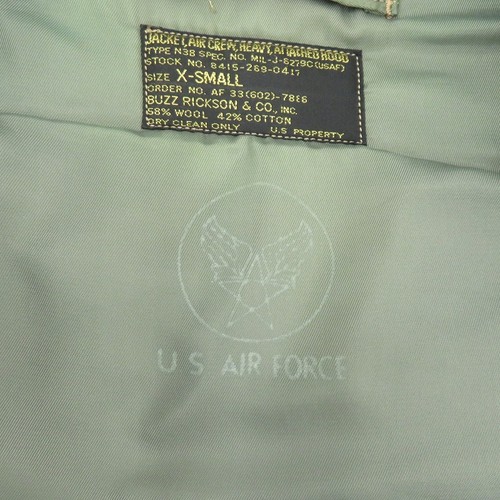 JACKET, AIR CREW, HEAVY, ATTACHED HOOD
TYPE N3B SPEC. NO. MIL-J-6279C (USAF)
STOCK NO. 8415-269-0417
SIZE X-SMALL
ORDER NO. AF 33(602)-7886
BUZZ RICKSON & CO., INC.
58% WOOL 42% COTTON
DRY CLEAN ONLY U.S PROPERTY
U S AIR FORCE